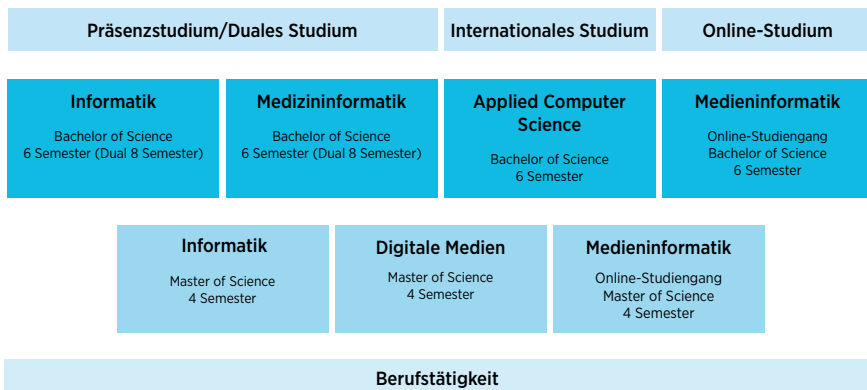 Präsenzstudium/Duales Studium
Internationales Studium
Online-Studium
Informatik
Bachelor of Science
6 Semester (Dual 8 Semester)
Medizininformatik
Bachelor of Science
6 Semester (Dual 8 Semester)
Applied Computer
Science
Bachelor of Science
6 Semester
Medieninformatik
Online-Studiengang
Bachelor of Science
6 Semester
Informatik
Master of Science
4 Semester
Digitale Medien
Master of Science
4 Semester
Medieninformatik
Online-Studiengang
Master of Science
4 Semester
Berufstätigkeit